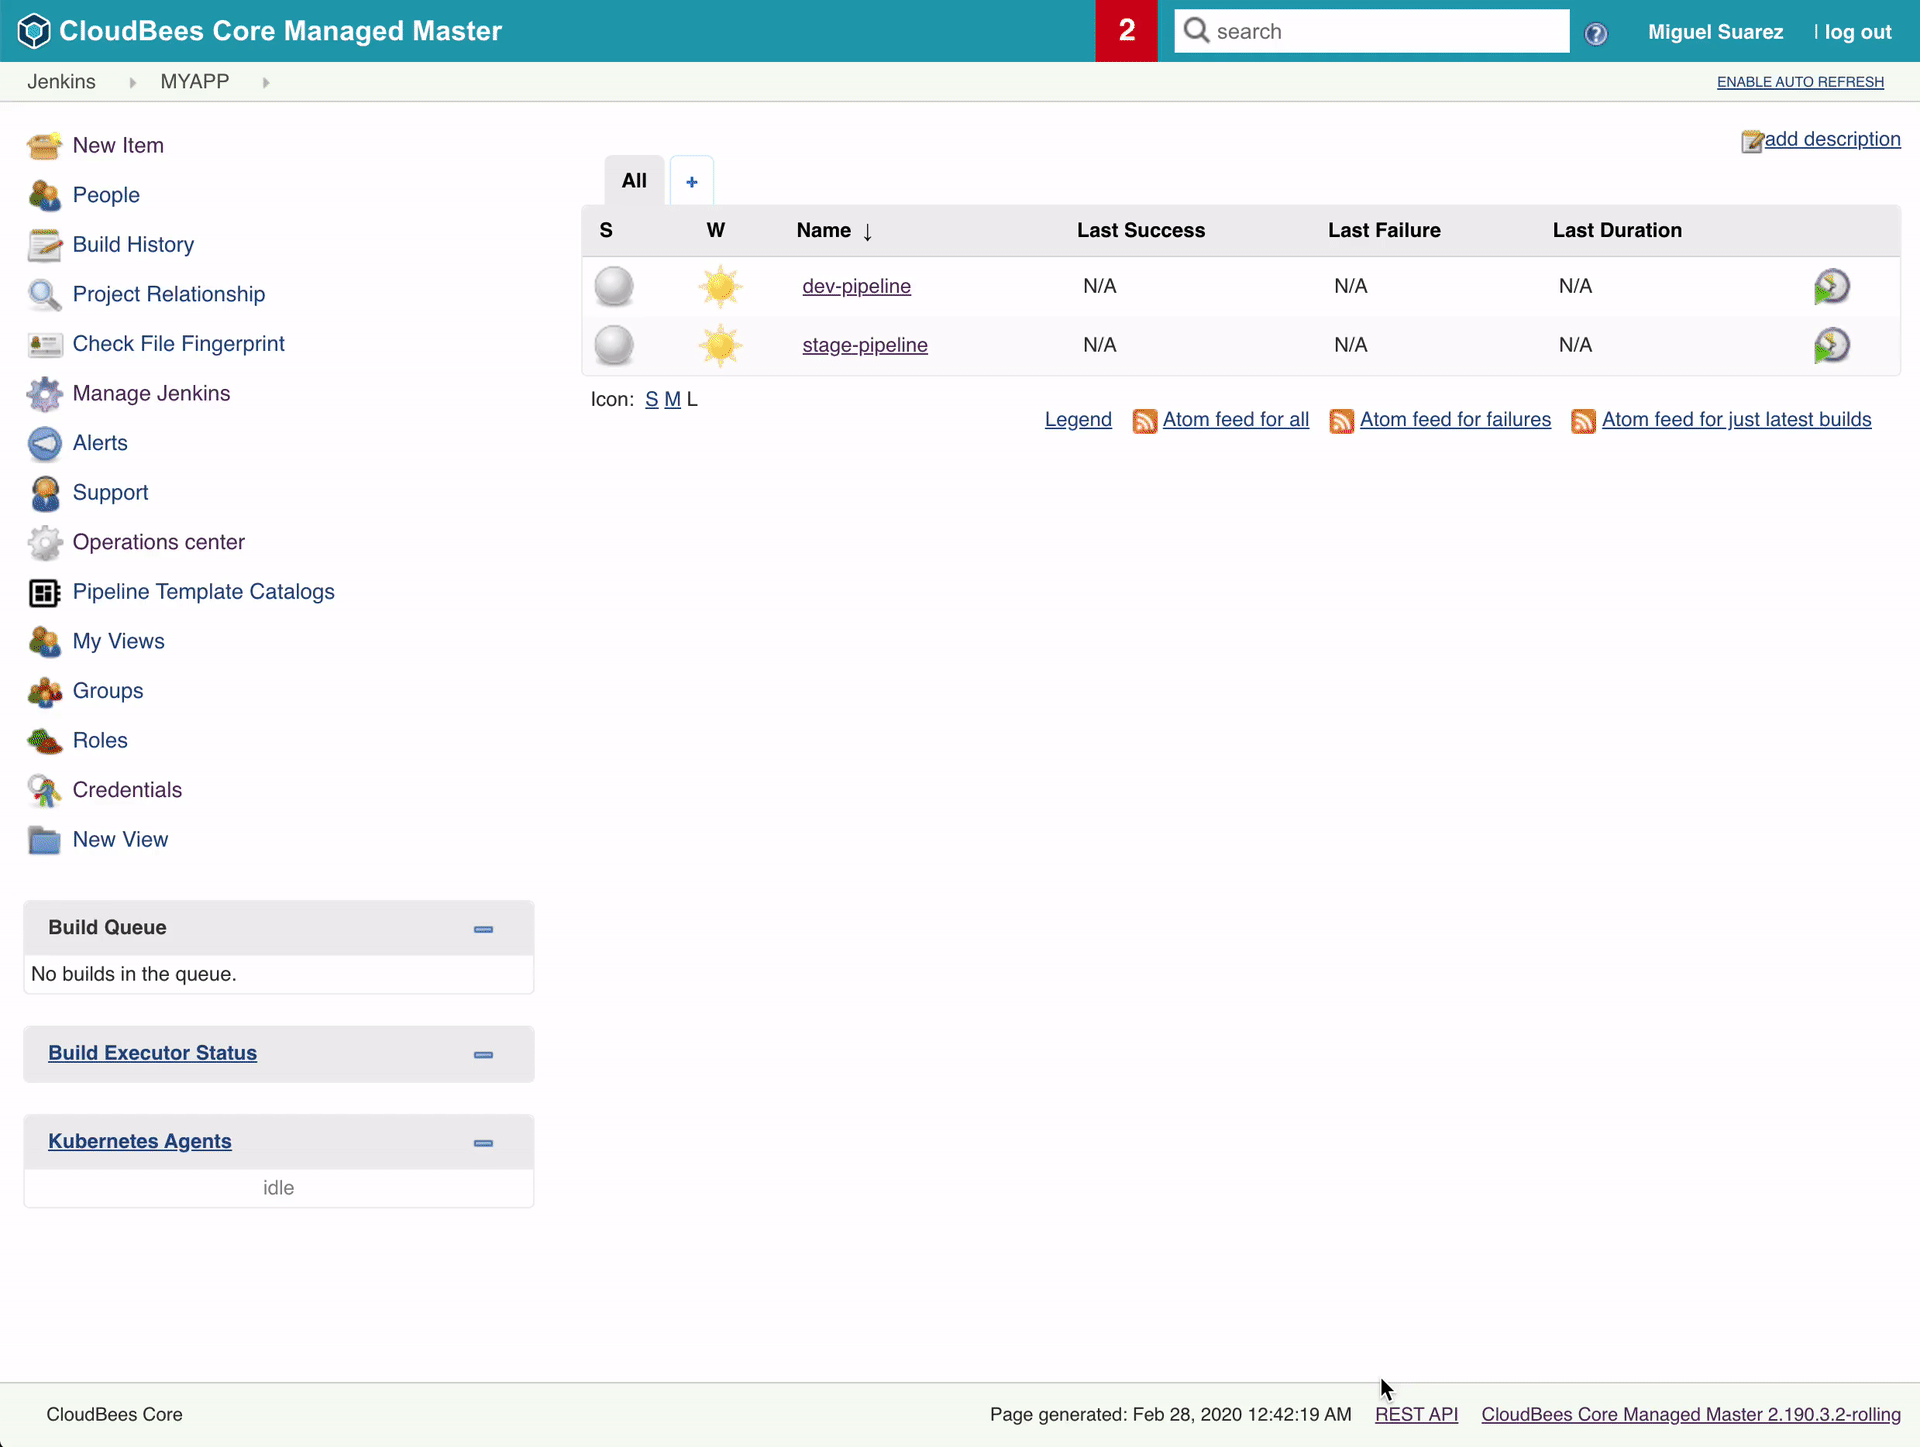 CloudBees Core Managed Master
2
search
Miguel Suarez
| log out
Jenkins
MYAPP
ENABLE AUTO REFRESH
New Item
People
Build History
Project Relationship
Check File Fingerprint
Manage Jenkins
Alerts
Support
Operations center
Pipeline Template Catalogs
My Views
Groups
Roles
Credentials
New View
Build Queue
No builds in the queue.
Build Executor Status
Kubernetes Agents
idle
add description
All +
S W Name ↓ Last Success Last Failure Last Duration
dev-pipeline N/A N/A N/A
stage-pipeline N/A N/A N/A
Icon: S M L
Legend Atom feed for all Atom feed for failures Atom feed for just latest builds
CloudBees Core
Page generated: Feb 28, 2020 12:42:19 AM REST API CloudBees Core Managed Master 2.190.3.2-rolling